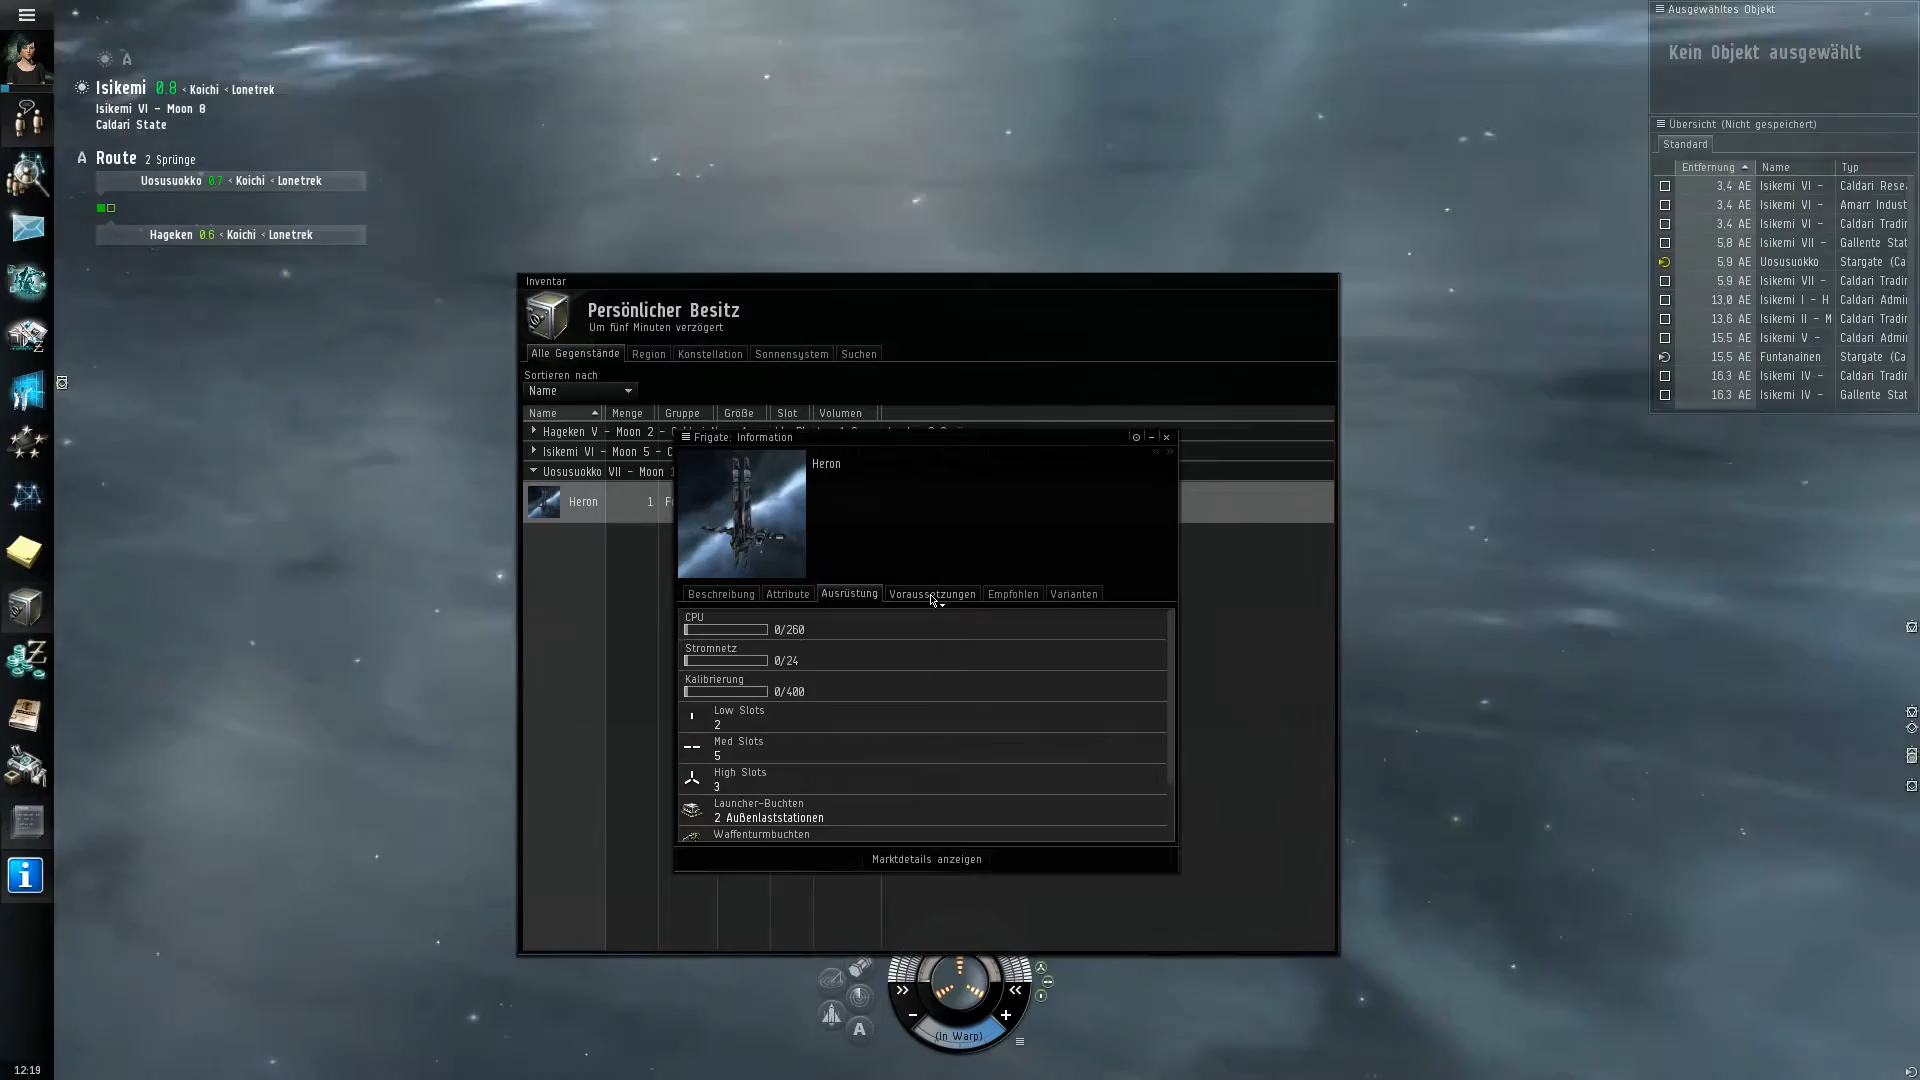 A
Isikemi 0.8 < Koichi < Lonetrek
Isikemi VI - Moon 8
Caldari State
A Route 2 Sprünge
Uosusuokko 0.7 < Koichi < Lonetrek
Hageken 0.6 < Koichi < Lonetrek
12:19
Ausgewähltes Objekt
Kein Objekt ausgewählt
Übersicht (Nicht gespeichert)
Standard
Entfernung Name Typ
3,4 AE Isikemi VI - Caldari Rese
3,4 AE Isikemi VI - Amarr Indust
3,4 AE Isikemi VI - Caldari Tradin
5,8 AE Isikemi VII - Gallente Stat
5,9 AE Uosusuokko Stargate (Ca
5,9 AE Isikemi VII - Caldari Tradin
13,0 AE Isikemi I - H Caldari Admi
13,6 AE Isikemi II - M Caldari Tradin
15,5 AE Isikemi V - Caldari Admi
15,5 AE Funtanainen Stargate (Ca
16,3 AE Isikemi IV - Caldari Tradin
16,3 AE Isikemi IV - Gallente Stat
Inventar
Persönlicher Besitz
Um fünf Minuten verzögert
Alle Gegenstände Region Konstellation Sonnensystem Suchen
Sortieren nach
Name
Name Menge Gruppe Größe Slot Volumen
Hageken V - Moon 2 -
Isikemi VI - Moon 5 - C
Uosusuokko VII - Moon
Heron 1 F
Frigate: Information
Heron
Beschreibung Attribute Ausrüstung Voraussetzungen Empfohlen Varianten
CPU
0/260
Stromnetz
0/24
Kalibrierung
0/400
Low Slots
2
Med Slots
5
High Slots
3
Launcher-Buchten
2 Außenlaststationen
Waffenturmbuchten
Marktdetails anzeigen
A
(In Warp)